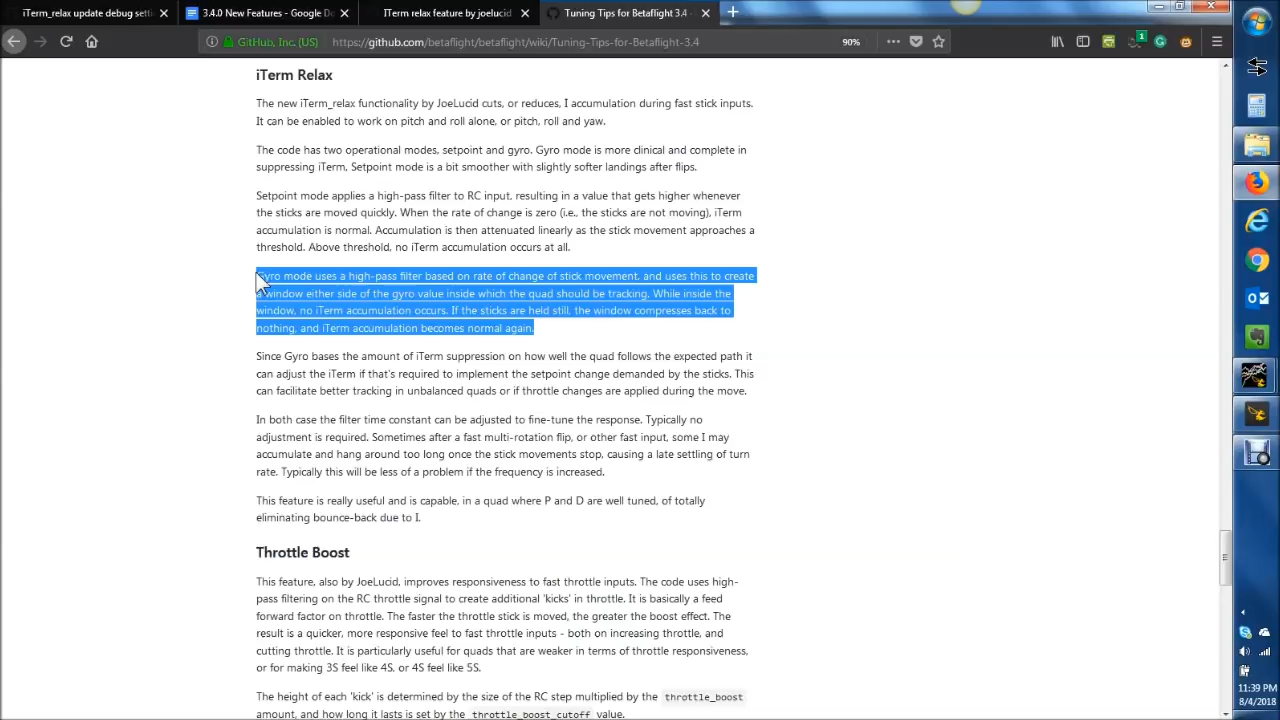 iTerm_relax update debug setti
3.4.0 New Features - Google Do
ITerm relax feature by joelucid
Tuning Tips for Betaflight 3.4 -
GitHub, Inc. (US)
https://github.com/betaflight/betaflight/wiki/Tuning-Tips-for-Betaflight-3.4
90%
1
iTerm Relax
The new iTerm_relax functionality by JoeLucid cuts, or reduces, I accumulation during fast stick inputs.
It can be enabled to work on pitch and roll alone, or pitch, roll and yaw.
The code has two operational modes, setpoint and gyro. Gyro mode is more clinical and complete in
suppressing iTerm, Setpoint mode is a bit smoother with slightly softer landings after flips.
Setpoint mode applies a high-pass filter to RC input, resulting in a value that gets higher whenever
the sticks are moved quickly. When the rate of change is zero (i.e., the sticks are not moving), iTerm
accumulation is normal. Accumulation is then attenuated linearly as the stick movement approaches a
threshold. Above threshold, no iTerm accumulation occurs at all.
Gyro mode uses a high-pass filter based on rate of change of stick movement, and uses this to create
a window either side of the gyro value inside which the quad should be tracking. While inside the
window, no iTerm accumulation occurs. If the sticks are held still, the window compresses back to
nothing, and iTerm accumulation becomes normal again.
Since Gyro bases the amount of iTerm suppression on how well the quad follows the expected path it
can adjust the iTerm if that's required to implement the setpoint change demanded by the sticks. This
can facilitate better tracking in unbalanced quads or if throttle changes are applied during the move.
In both case the filter time constant can be adjusted to fine-tune the response. Typically no
adjustment is required. Sometimes after a fast multi-rotation flip, or other fast input, some I may
accumulate and hang around too long once the stick movements stop, causing a late settling of turn
rate. Typically this will be less of a problem if the frequency is increased.
This feature is really useful and is capable, in a quad where P and D are well tuned, of totally
eliminating bounce-back due to I.
Throttle Boost
This feature, also by JoeLucid, improves responsiveness to fast throttle inputs. The code uses high-
pass filtering on the RC throttle signal to create additional 'kicks' in throttle. It is basically a feed
forward factor on throttle. The faster the throttle stick is moved, the greater the boost effect. The
result is a quicker, more responsive feel to fast throttle inputs - both on increasing throttle, and
cutting throttle. It is particularly useful for quads that are weaker in terms of throttle responsiveness,
or for making 3S feel like 4S, or 4S feel like 5S.
The height of each 'kick' is determined by the size of the RC step multiplied by the throttle_boost
amount, and how long it lasts is set by the throttle_boost_cutoff value.
11:39 PM
8/4/2018